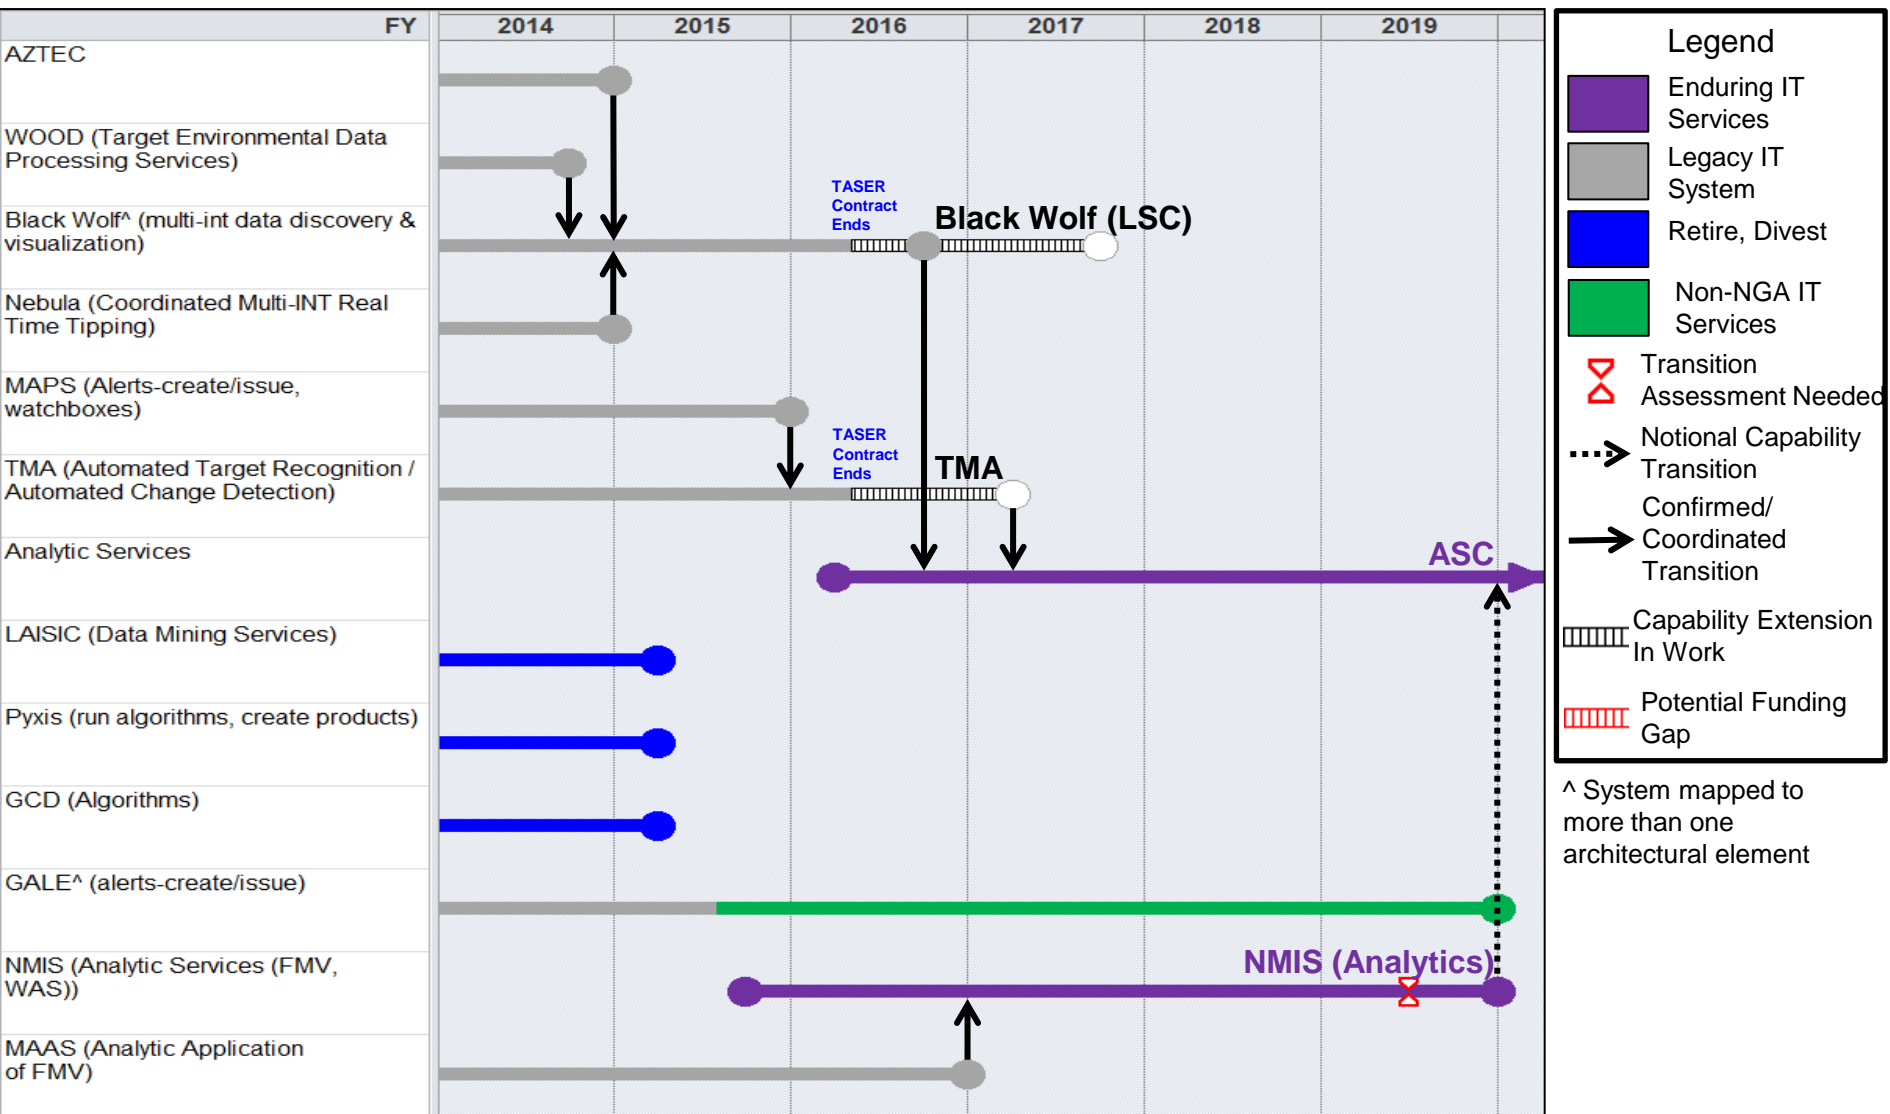 FY 2014 2015 2016 2017 2018 2019
AZTEC
WOOD (Target Environmental Data
Processing Services)
TASER
Contract
Ends
Black Wolf^ (multi-int data discovery &
visualization)
Black Wolf (LSC)
Nebula (Coordinated Multi-INT Real
Time Tipping)
MAPS (Alerts-create/issue,
watchboxes)
TASER
Contract
Ends
TMA (Automated Target Recognition /
Automated Change Detection)
TMA
Analytic Services
ASC
LAISIC (Data Mining Services)
Pyxis (run algorithms, create products)
GCD (Algorithms)
GALE^ (alerts-create/issue)
NMIS (Analytic Services (FMV,
WAS))
NMIS (Analytics)
MAAS (Analytic Application
of FMV)
Legend
Enduring IT
Services
Legacy IT
System
Retire, Divest
Non-NGA IT
Services
Transition
Assessment Needed
Notional Capability
Transition
Confirmed/
Coordinated
Transition
Capability Extension
In Work
Potential Funding
Gap
^ System mapped to
more than one
architectural element